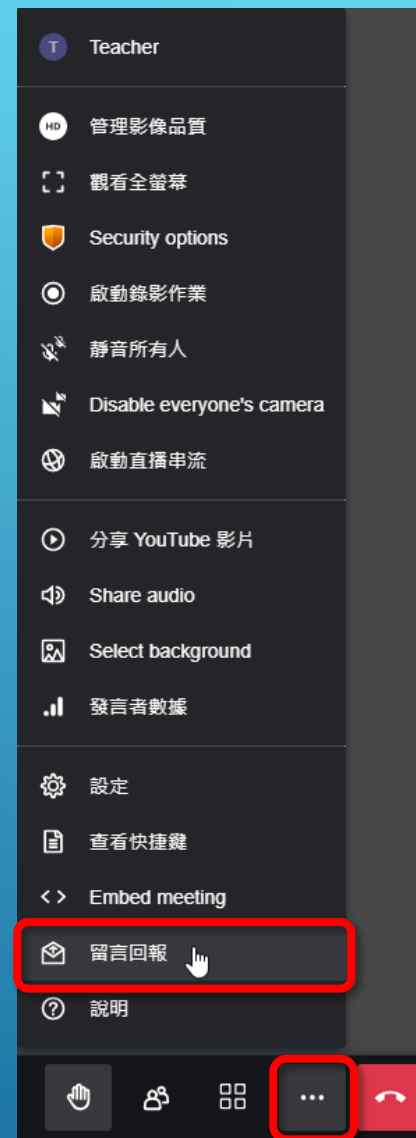 T Teacher
HD 管理影像品質
觀看全螢幕
Security options
啟動錄影作業
靜音所有人
Disable everyone's camera
啟動直播串流
分享 YouTube 影片
Share audio
Select background
發言者數據
設定
查看快捷鍵
Embed meeting
留言回報
說明